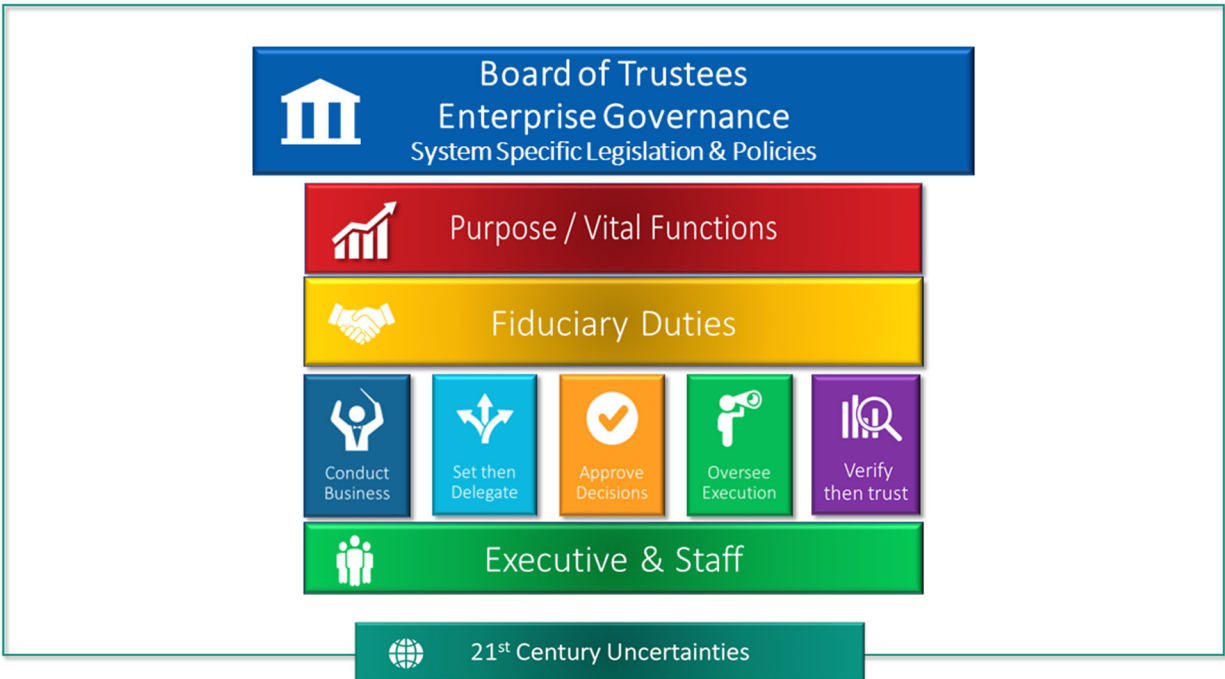 Board of Trustees
Enterprise Governance
System Specific Legislation & Policies
Purpose / Vital Functions
Fiduciary Duties
Conduct
Business
Set then
Delegate
Approve
Decisions
Oversee
Execution
Verify
then trust
Executive & Staff
21st Century Uncertainties